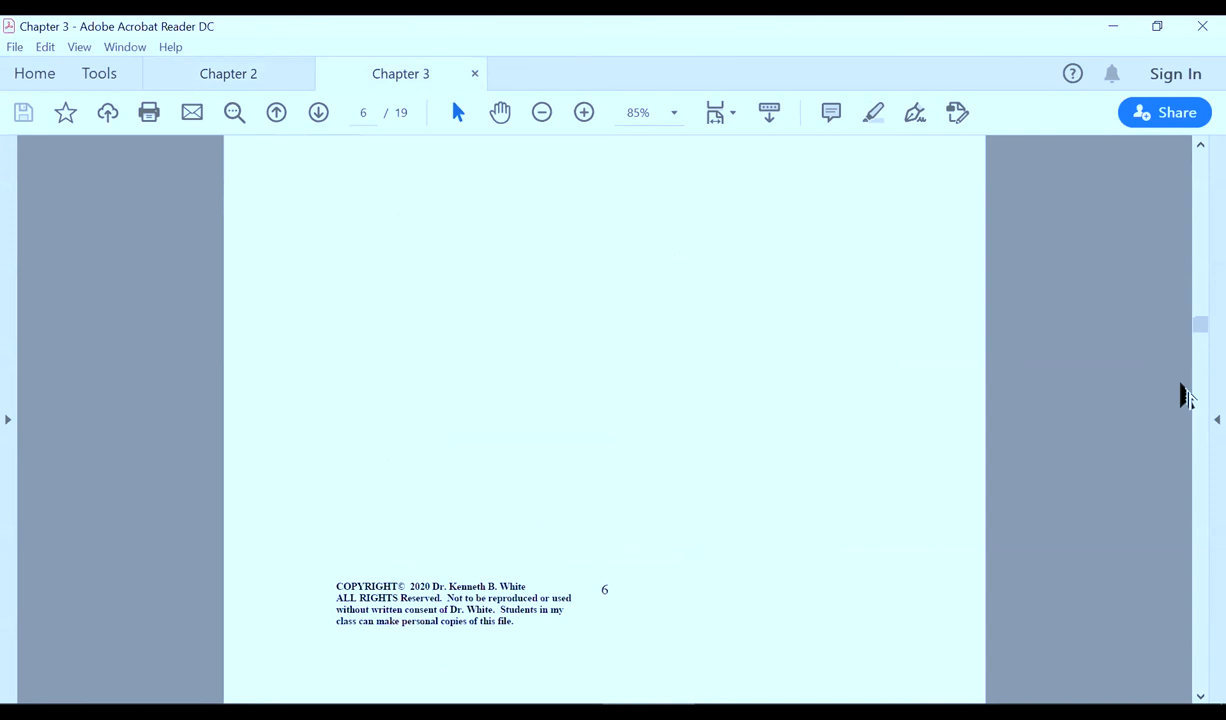 Chapter 3 - Adobe Acrobat Reader DC
File Edit View Window Help
Home Tools Chapter 2 Chapter 3 Sign In
6 / 19 85% Share
COPYRIGHT© 2020 Dr. Kenneth B. White
ALL RIGHTS Reserved. Not to be reproduced or used
without written consent of Dr. White. Students in my
class can make personal copies of this file.
6